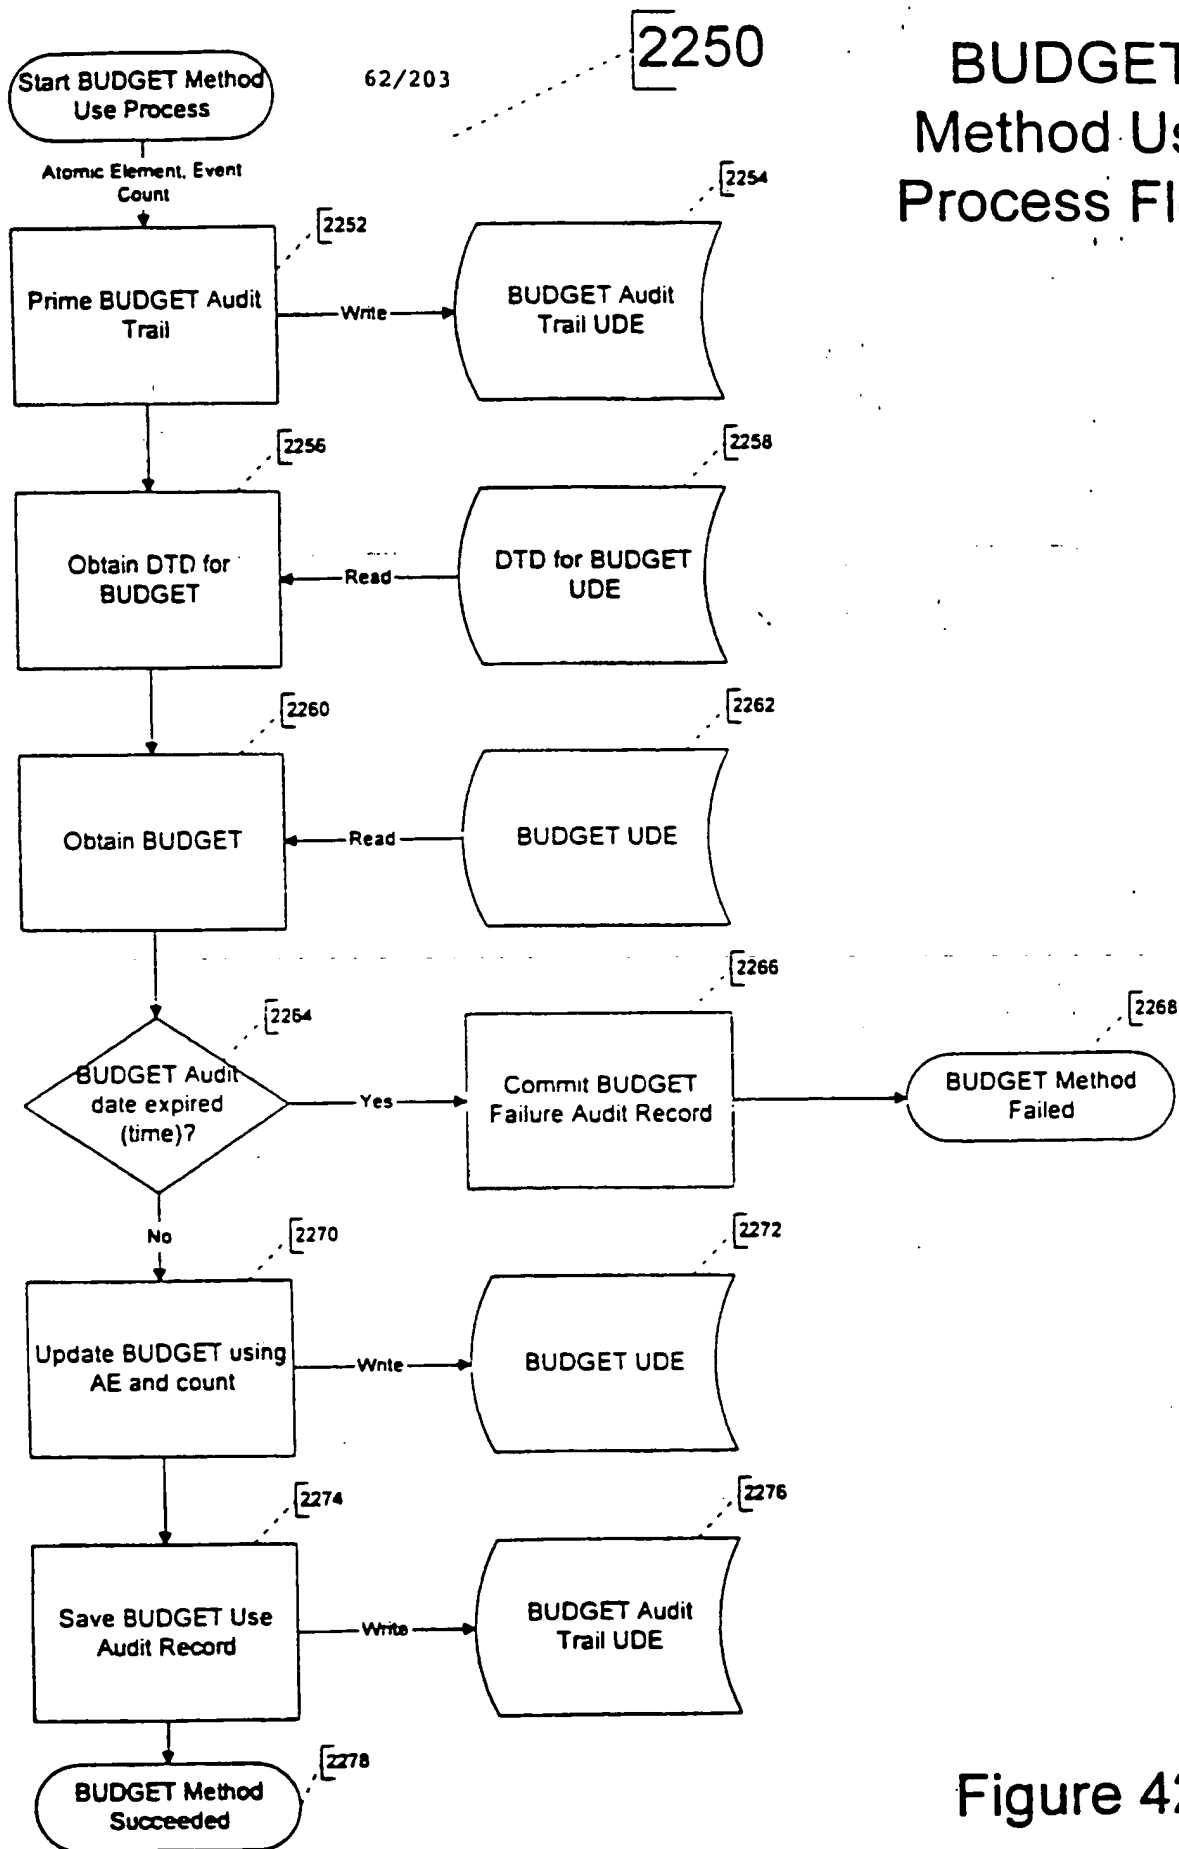 2250
62/203
BUDGET
Method Us
Process Fl
Start BUDGET Method
Use Process
Atomic Element, Event
Count
2252
2254
Prime BUDGET Audit
Trail
Write
BUDGET Audit
Trail UDE
2256
2258
Obtain DTD for
BUDGET
Read
DTD for BUDGET
UDE
2260
2262
Obtain BUDGET
Read
BUDGET UDE
2264
2266
2268
BUDGET Audit
date expired
(time)?
Yes
Commit BUDGET
Failure Audit Record
BUDGET Method
Failed
No
2270
2272
Update BUDGET using
AE and count
Write
BUDGET UDE
2274
2276
Save BUDGET Use
Audit Record
Write
BUDGET Audit
Trail UDE
2278
BUDGET Method
Succeeded
Figure 42